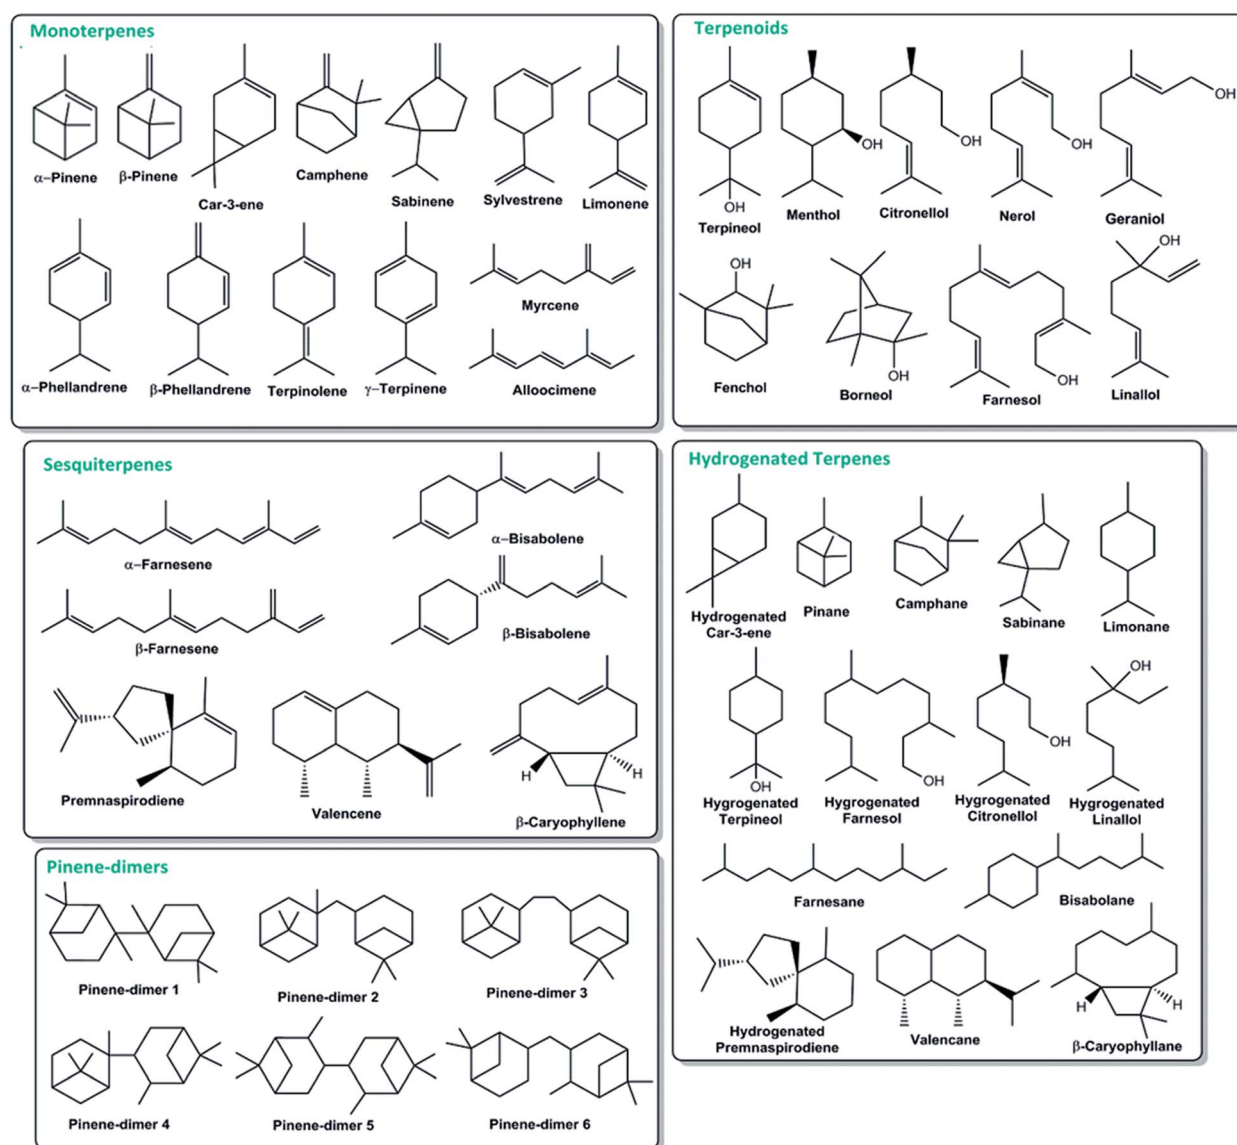 Monoterpenes
α–Pinene
β-Pinene
Car-3-ene
Camphene
Sabinene
Sylvestrene
Limonene
α–Phellandrene
β-Phellandrene
Terpinolene
γ–Terpinene
Myrcene
Alloocimene
Terpenoids
OH
OH
OH
OH
OH
Terpineol
Menthol
Citronellol
Nerol
Geraniol
OH
OH
OH
OH
Fenchol
Borneol
Farnesol
Linallol
Sesquiterpenes
α–Farnesene
α–Bisabolene
β-Farnesene
β-Bisabolene
H
H
Premnaspirodiene
Valencene
β-Caryophyllene
Hydrogenated Terpenes
Hydrogenated
Car-3-ene
Pinane
Camphane
Sabinane
Limonane
OH
OH
OH
OH
Hygrogenated
Terpineol
Hygrogenated
Farnesol
Hygrogenated
Citronellol
Hygrogenated
Linallol
Farnesane
Bisabolane
H
H
Hydrogenated
Premnaspirodiene
Valencane
β-Caryophyllane
Pinene-dimers
Pinene-dimer 1
Pinene-dimer 2
Pinene-dimer 3
Pinene-dimer 4
Pinene-dimer 5
Pinene-dimer 6